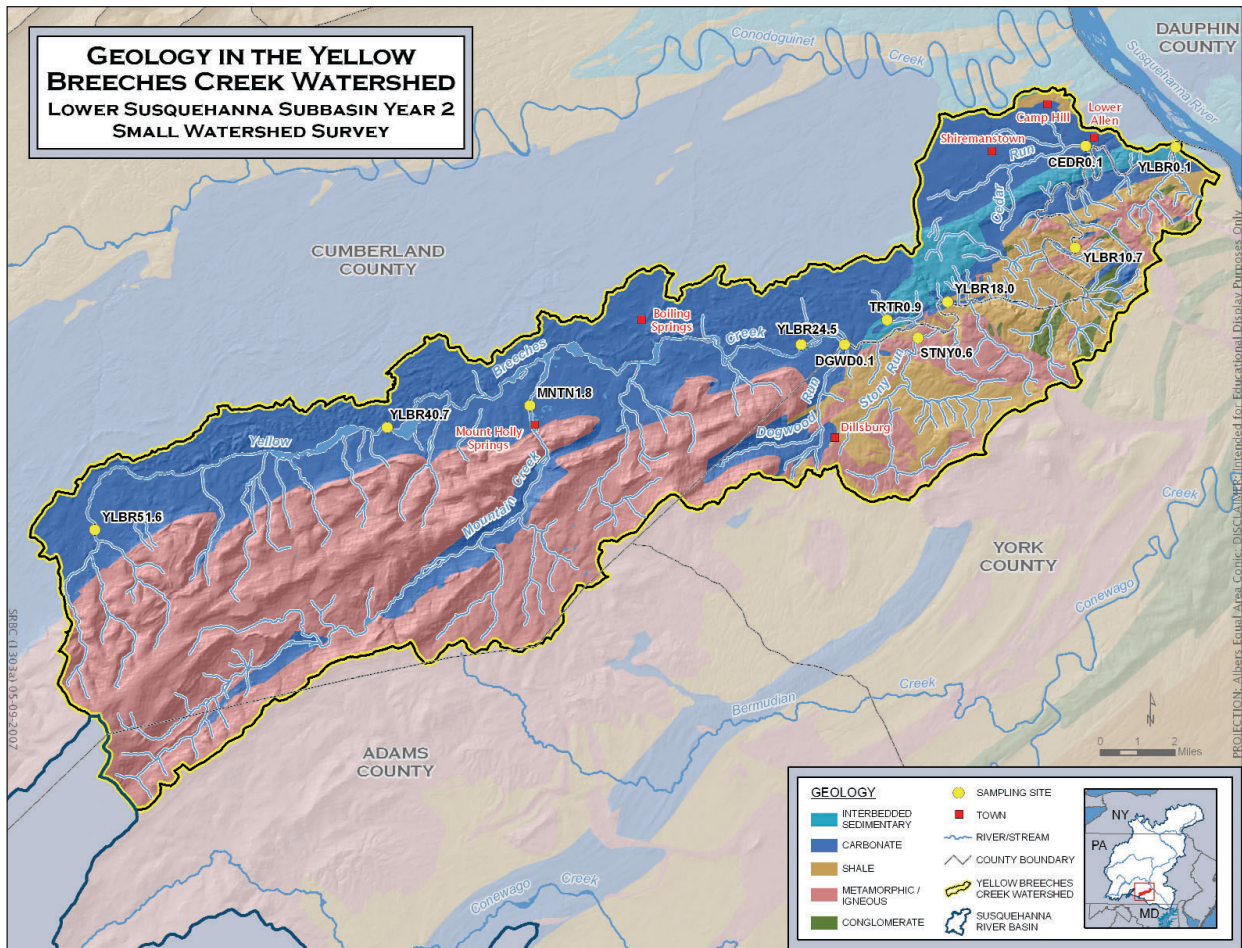 GEOLOGY IN THE YELLOW
BREECHES CREEK WATERSHED
LOWER SUSQUEHANNA SUBBASIN YEAR 2
SMALL WATERSHED SURVEY
Conodoguinet
Creek
DAUPHIN
COUNTY
Susquehanna River
Camp Hill
Lower
Allen
Shiremanstown
Run
Cedar
CEDR0.1
YLBR0.1
CUMBERLAND
COUNTY
YLBR10.7
YLBR18.0
Boiling
Springs
TRTR0.9
YLBR24.5
Creek
Breeches
DGWD0.1
STNY0.6
Stony Run
Run
Dogwood
Dillsburg
MNTN1.8
YLBR40.7
Mount Holly
Springs
Yellow
Mountain Creek
YLBR51.6
YORK
COUNTY
Creek
Conewago
Creek
Bermudian
ADAMS
COUNTY
Conewago
Creek
N
0 1 2
Miles
SRBC (1303a) 05-09-2007
PROJECTION: Albers Equal Area Conic; DISCLAIMER: Intended for Educational Display Purposes Only
GEOLOGY
INTERBEDDED
SEDIMENTARY
CARBONATE
SHALE
METAMORPHIC /
IGNEOUS
CONGLOMERATE
SAMPLING SITE
TOWN
RIVER/STREAM
COUNTY BOUNDARY
YELLOW BREECHES
CREEK WATERSHED
SUSQUEHANNA
RIVER BASIN
NY
PA
MD